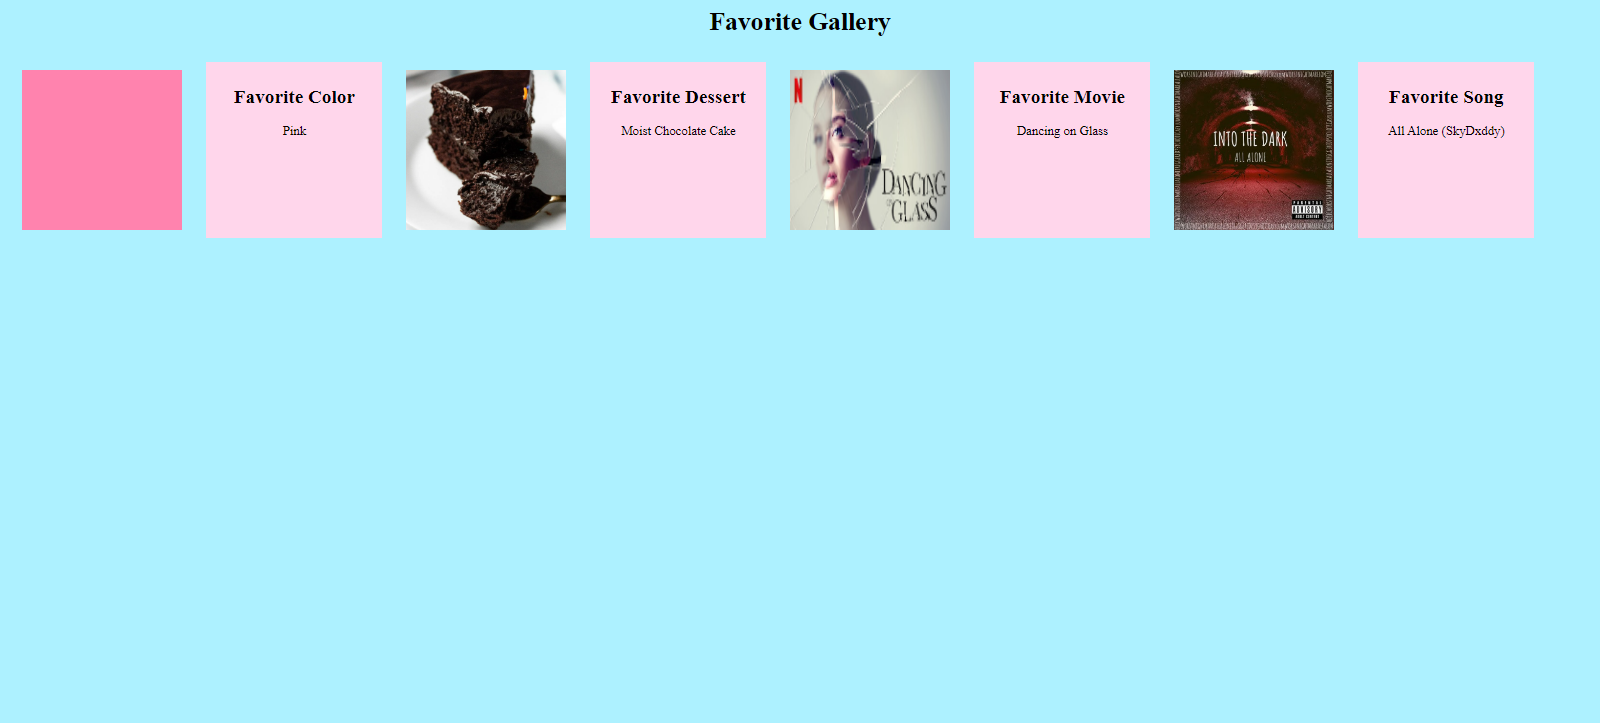 Favorite Gallery
Favorite Color
Pink
Favorite Dessert
Moist Chocolate Cake
N
DANCING
ON
GLASS
Favorite Movie
Dancing on Glass
INTO THE DARK
ALL ALONE
PARENTAL
ADVISORY
EXPLICIT CONTENT
Favorite Song
All Alone (SkyDxddy)